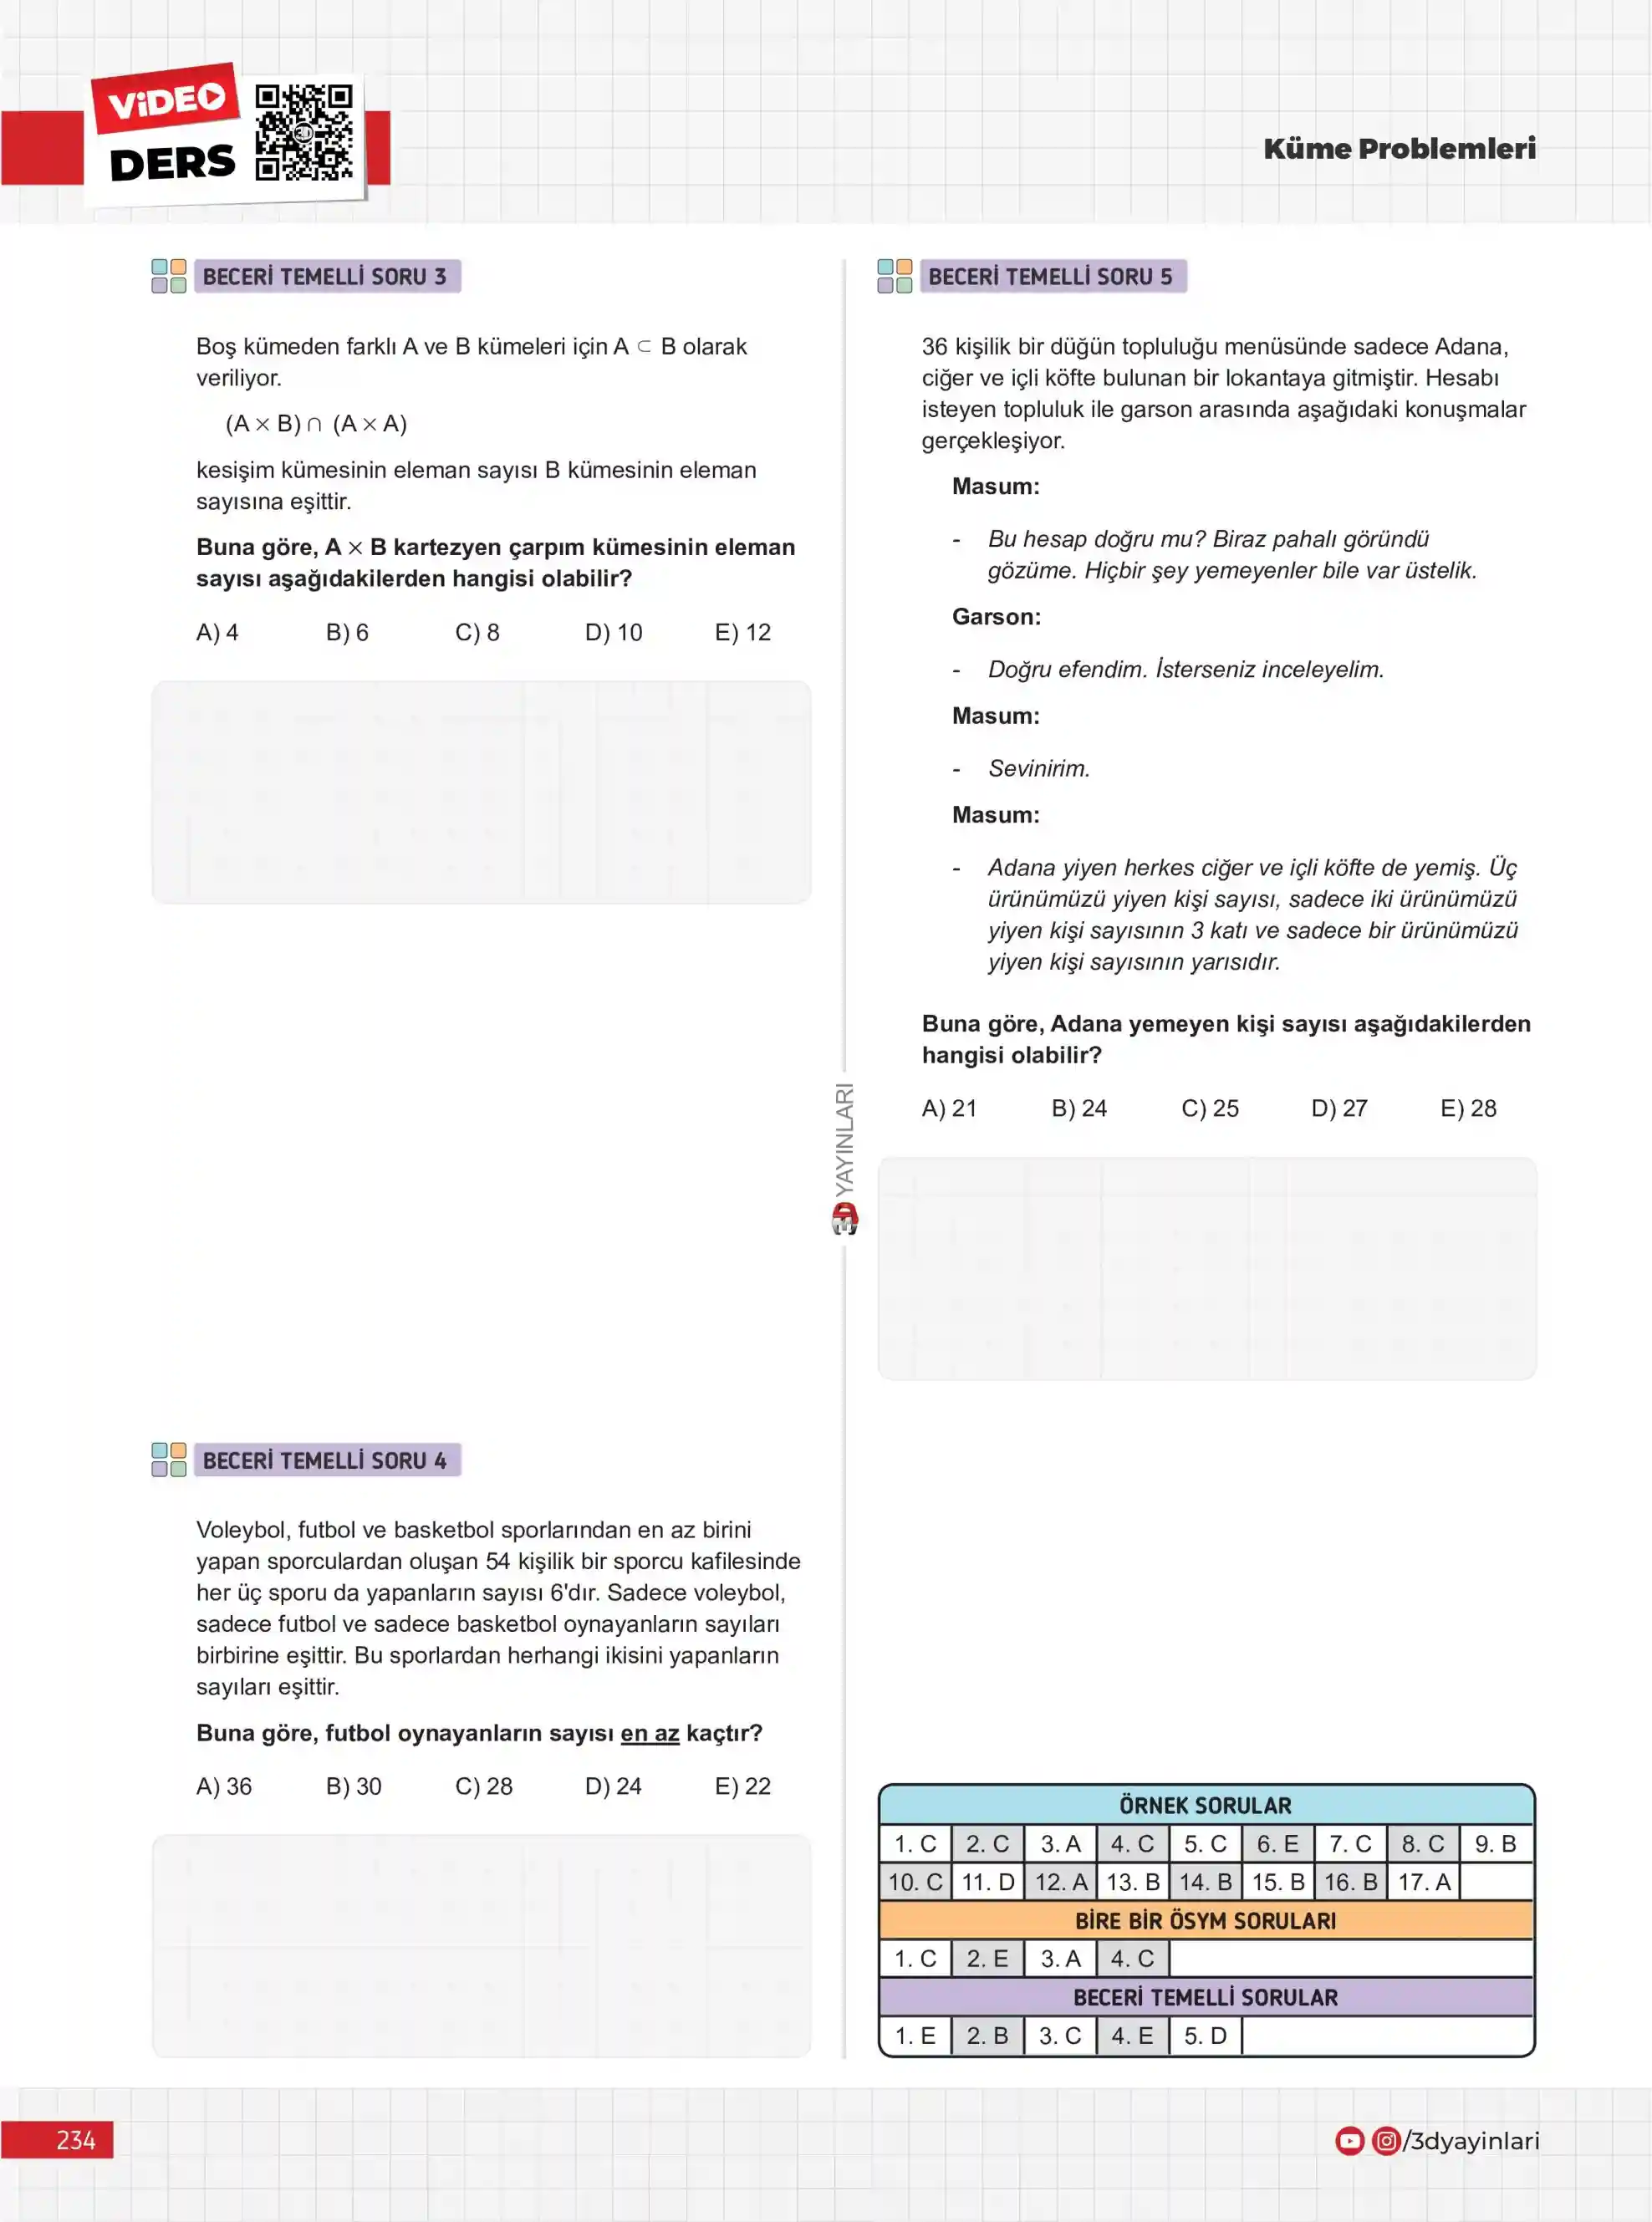 ViDEO
DERS
3D
Küme Problemleri
BECERİ TEMELLİ SORU 3
Boş kümeden farklı A ve B kümeleri için A ⊂ B olarak
veriliyor.
(A × B) ∩ (A × A)
kesişim kümesinin eleman sayısı B kümesinin eleman
sayısına eşittir.
Buna göre, A × B kartezyen çarpım kümesinin eleman
sayısı aşağıdakilerden hangisi olabilir?
A) 4 B) 6 C) 8 D) 10 E) 12
BECERİ TEMELLİ SORU 4
Voleybol, futbol ve basketbol sporlarından en az birini
yapan sporculardan oluşan 54 kişilik bir sporcu kafilesinde
her üç sporu da yapanların sayısı 6'dır. Sadece voleybol,
sadece futbol ve sadece basketbol oynayanların sayıları
birbirine eşittir. Bu sporlardan herhangi ikisini yapanların
sayıları eşittir.
Buna göre, futbol oynayanların sayısı en az kaçtır?
A) 36 B) 30 C) 28 D) 24 E) 22
YAYINLARI
BECERİ TEMELLİ SORU 5
36 kişilik bir düğün topluluğu menüsünde sadece Adana,
ciğer ve içli köfte bulunan bir lokantaya gitmiştir. Hesabı
isteyen topluluk ile garson arasında aşağıdaki konuşmalar
gerçekleşiyor.
Masum:
- Bu hesap doğru mu? Biraz pahalı göründü
gözüme. Hiçbir şey yemeyenler bile var üstelik.
Garson:
- Doğru efendim. İsterseniz inceleyelim.
Masum:
- Sevinirim.
Masum:
- Adana yiyen herkes ciğer ve içli köfte de yemiş. Üç
ürünümüzü yiyen kişi sayısı, sadece iki ürünümüzü
yiyen kişi sayısının 3 katı ve sadece bir ürünümüzü
yiyen kişi sayısının yarısıdır.
Buna göre, Adana yemeyen kişi sayısı aşağıdakilerden
hangisi olabilir?
A) 21 B) 24 C) 25 D) 27 E) 28
ÖRNEK SORULAR
1. C 2. C 3. A 4. C 5. C 6. E 7. C 8. C 9. B
10. C 11. D 12. A 13. B 14. B 15. B 16. B 17. A
BİRE BİR ÖSYM SORULARI
1. C 2. E 3. A 4. C
BECERİ TEMELLİ SORULAR
1. E 2. B 3. C 4. E 5. D
234
/3dyayinlari